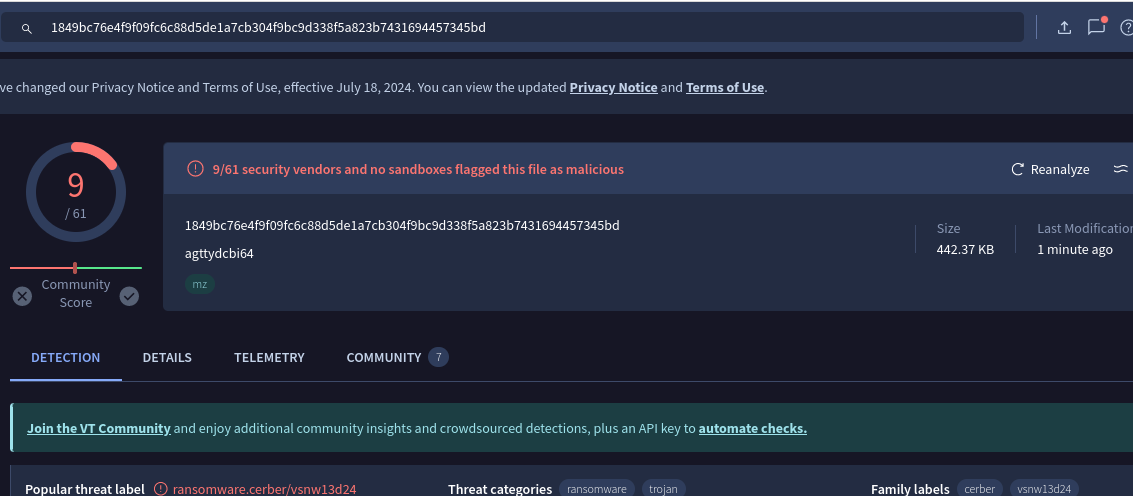 1849bc76e4f9f09fc6c88d5de1a7cb304f9bc9d338f5a823b7431694457345bd
ve changed our Privacy Notice and Terms of Use, effective July 18, 2024. You can view the updated Privacy Notice and Terms of Use.
9
/ 61
Community
Score
9/61 security vendors and no sandboxes flagged this file as malicious
Reanalyze
1849bc76e4f9f09fc6c88d5de1a7cb304f9bc9d338f5a823b7431694457345bd
agttydcbi64
mz
Size
442.37 KB
Last Modification
1 minute ago
DETECTION DETAILS TELEMETRY COMMUNITY 7
Join the VT Community and enjoy additional community insights and crowdsourced detections, plus an API key to automate checks.
Popular threat label ransomware.cerber/vsnw13d24 Threat categories ransomware trojan Family labels cerber vsnw13d24